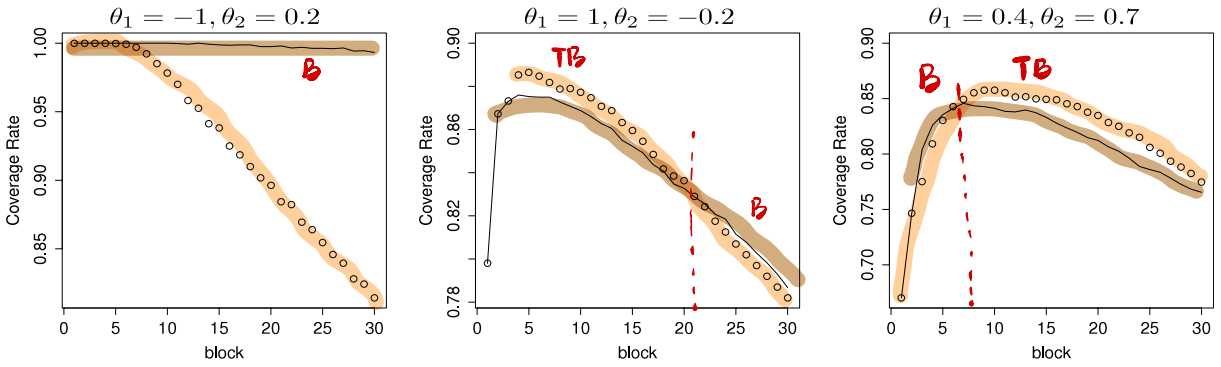 θ₁ = −1, θ₂ = 0.2
Coverage Rate
1.00
0.95
0.90
0.85
B
0 5 10 15 20 25 30
block
θ₁ = 1, θ₂ = −0.2
Coverage Rate
0.90
0.86
0.82
0.78
TB
B
0 5 10 15 20 25 30
block
θ₁ = 0.4, θ₂ = 0.7
Coverage Rate
0.90
0.85
0.80
0.75
0.70
B
TB
0 5 10 15 20 25 30
block